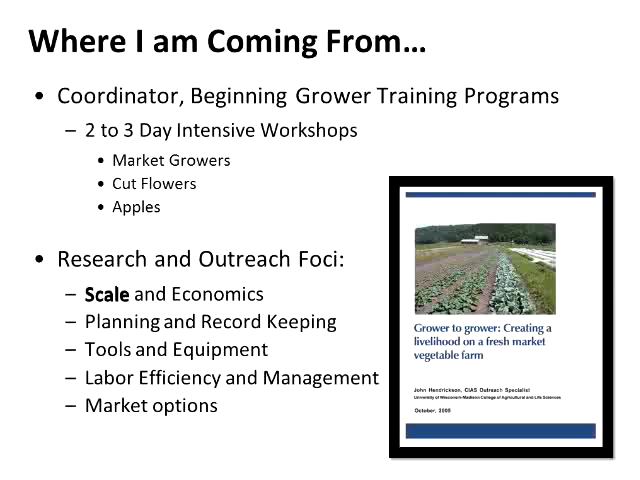 Where I am Coming From…
• Coordinator, Beginning Grower Training Programs
– 2 to 3 Day Intensive Workshops
• Market Growers
• Cut Flowers
• Apples
• Research and Outreach Foci:
– Scale and Economics
– Planning and Record Keeping
– Tools and Equipment
– Labor Efficiency and Management
– Market options
Grower to grower: Creating a
livelihood on a fresh market
vegetable farm
John Hendrickson, CIAS Outreach Specialist
University of Wisconsin-Madison College of Agricultural and Life Sciences
October, 2005